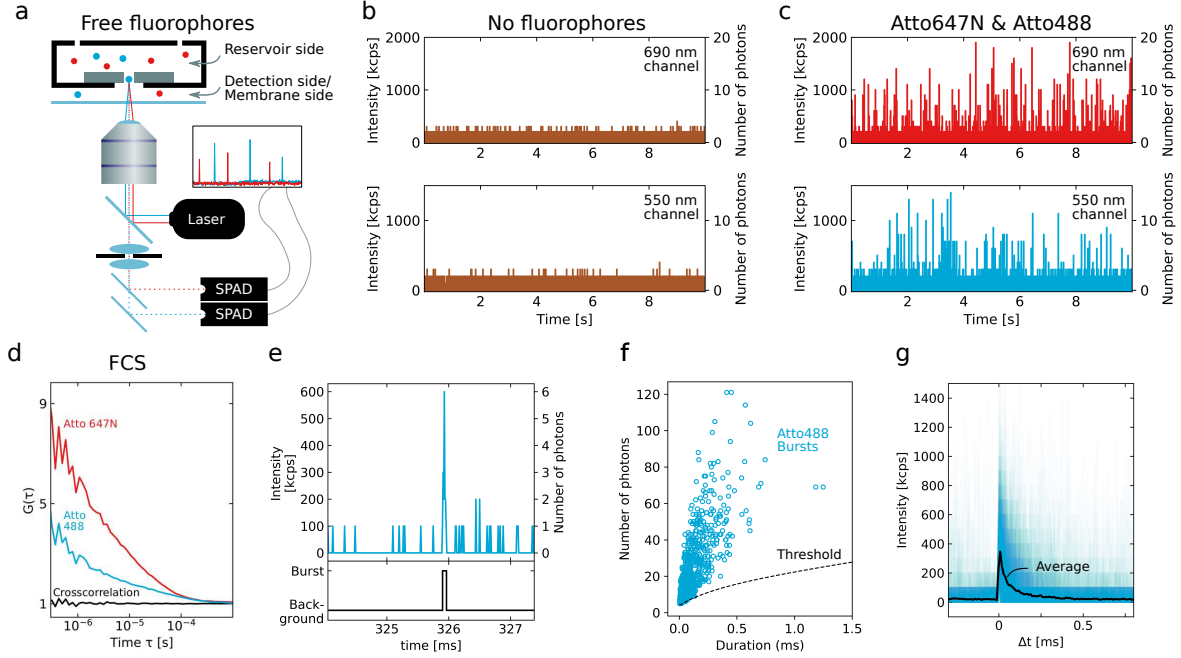 a
Free fluorophores
Reservoir side
Detection side/
Membrane side
Laser
SPAD
SPAD
b
No fluorophores
Intensity [kcps]
2000
1000
0
690 nm
channel
20
10
0
Number of photons
2 4 6 8
Intensity [kcps]
1000
0
550 nm
channel
10
0
Number of photons
2 4 6 8
Time [s]
c
Atto647N & Atto488
Intensity [kcps]
2000
1000
0
690 nm
channel
20
10
0
Number of photons
2 4 6 8
Intensity [kcps]
1000
0
550 nm
channel
20
10
0
Number of photons
2 4 6 8
Time [s]
d
FCS
G(τ)
9
5
1
Atto 647N
Atto
488
Crosscorrelation
10⁻⁶ 10⁻⁵ 10⁻⁴
Time τ [s]
e
Intensity
[kcps]
600
500
400
300
200
100
0
6
5
4
3
2
1
0
Number of photons
Burst
Back-
ground
325 326 327
time [ms]
f
Number of photons
120
100
80
60
40
20
0
Atto488
Bursts
Threshold
0.0 0.5 1.0 1.5
Duration (ms)
g
Intensity [kcps]
1400
1200
1000
800
600
400
200
0
Average
0 0.5
Δt [ms]